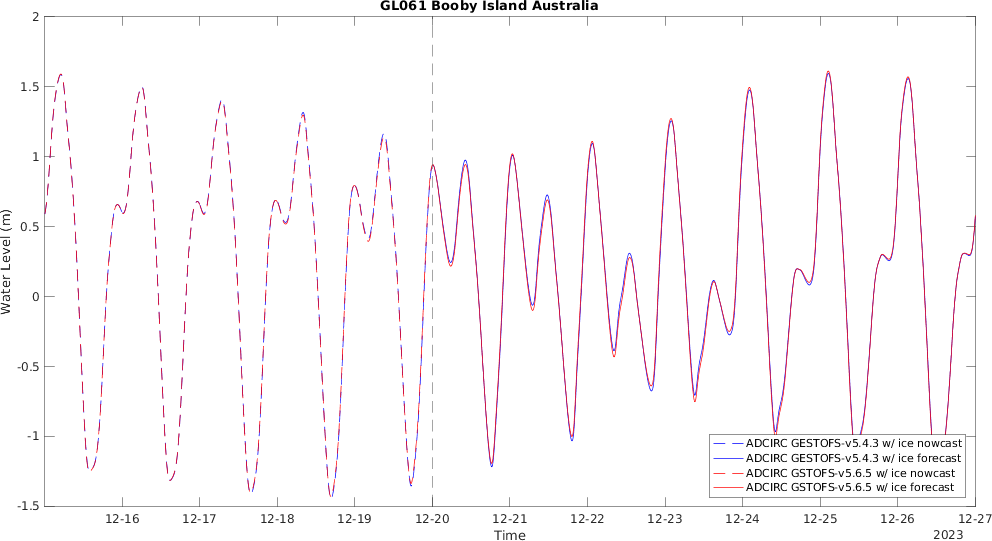 GL061 Booby Island Australia
2
1.5
1
0.5
0
-0.5
-1
-1.5
Water Level (m)
12-16 12-17 12-18 12-19 12-20 12-21 12-22 12-23 12-24 12-25 12-26 12-27
Time
2023
ADCIRC GESTOFS-v5.4.3 w/ ice nowcast
ADCIRC GESTOFS-v5.4.3 w/ ice forecast
ADCIRC GSTOFS-v5.6.5 w/ ice nowcast
ADCIRC GSTOFS-v5.6.5 w/ ice forecast